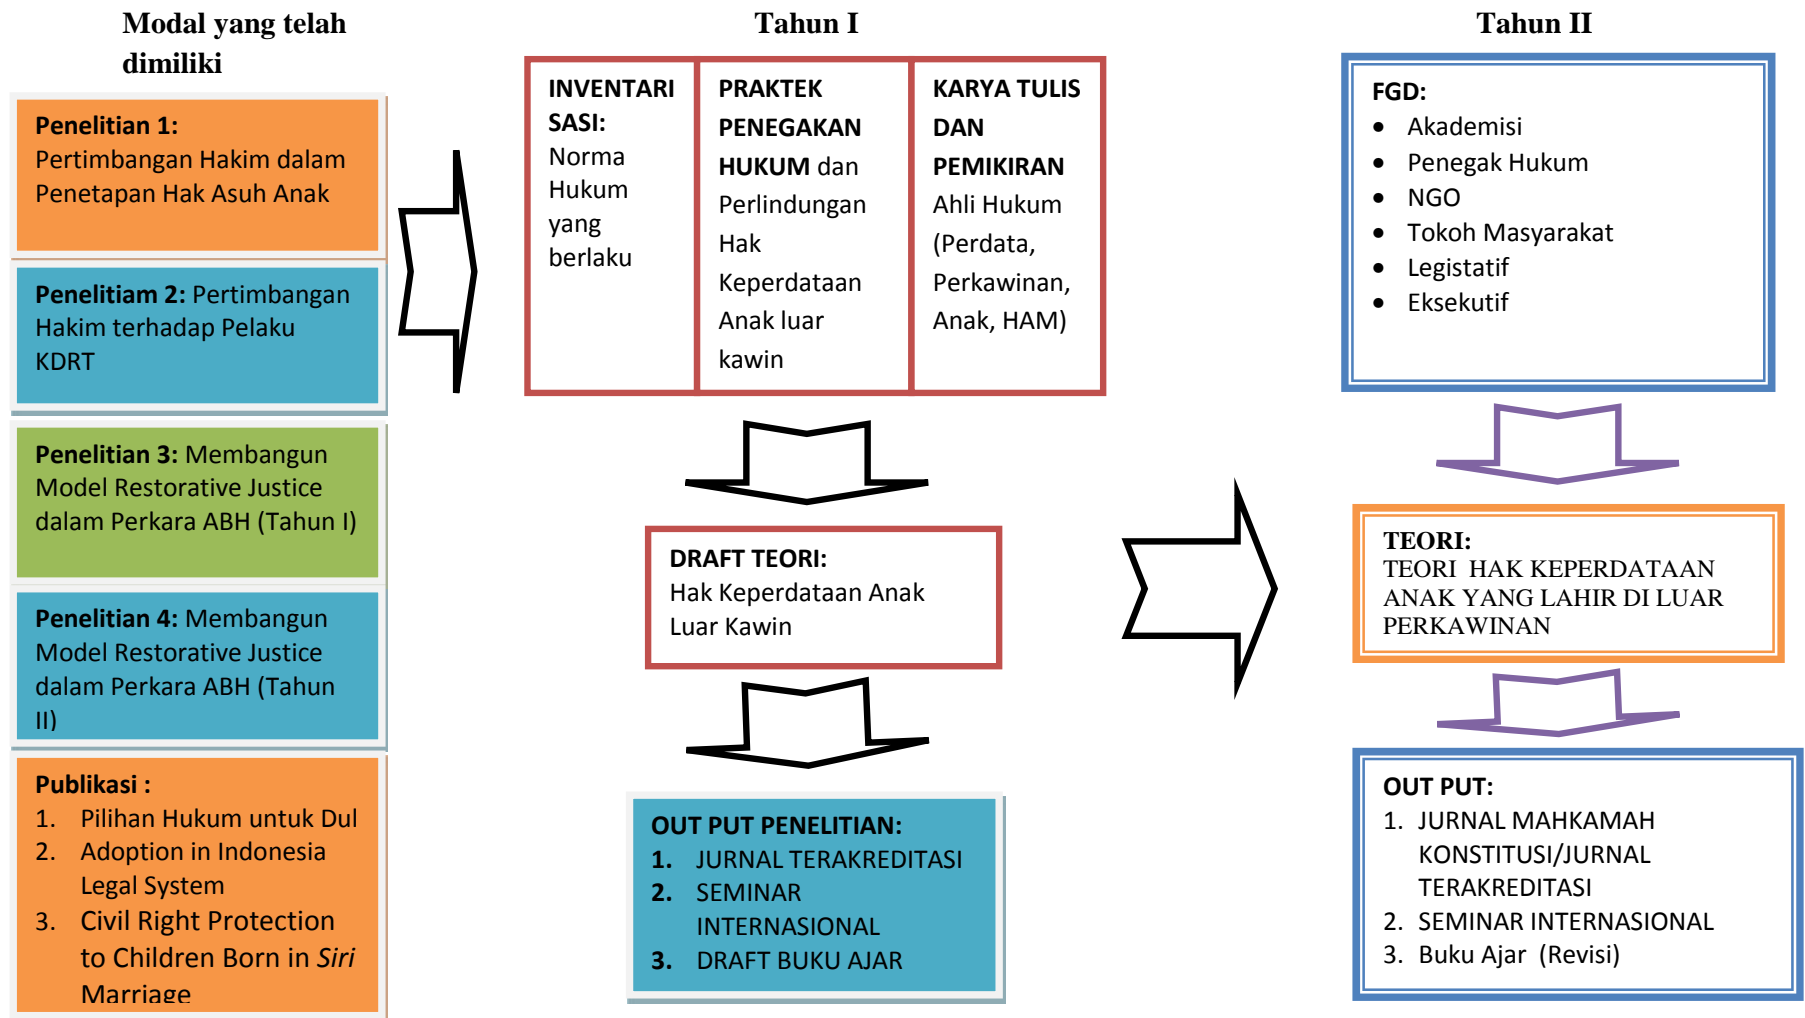 Modal yang telah
dimiliki
Penelitian 1:
Pertimbangan Hakim dalam
Penetapan Hak Asuh Anak
Penelitiam 2: Pertimbangan
Hakim terhadap Pelaku
KDRT
Penelitian 3: Membangun
Model Restorative Justice
dalam Perkara ABH (Tahun I)
Penelitian 4: Membangun
Model Restorative Justice
dalam Perkara ABH (Tahun
II)
Publikasi :
1. Pilihan Hukum untuk Dul
2. Adoption in Indonesia
Legal System
3. Civil Right Protection
to Children Born in Siri
Marriage
Tahun I
INVENTARI
SASI:
Norma
Hukum
yang
berlaku
PRAKTEK
PENEGAKAN
HUKUM dan
Perlindungan
Hak
Keperdataan
Anak luar
kawin
KARYA TULIS
DAN
PEMIKIRAN
Ahli Hukum
(Perdata,
Perkawinan,
Anak, HAM)
DRAFT TEORI:
Hak Keperdataan Anak
Luar Kawin
OUT PUT PENELITIAN:
1. JURNAL TERAKREDITASI
2. SEMINAR
INTERNASIONAL
3. DRAFT BUKU AJAR
Tahun II
FGD:
• Akademisi
• Penegak Hukum
• NGO
• Tokoh Masyarakat
• Legistatif
• Eksekutif
TEORI:
TEORI HAK KEPERDATAAN
ANAK YANG LAHIR DI LUAR
PERKAWINAN
OUT PUT:
1. JURNAL MAHKAMAH
KONSTITUSI/JURNAL
TERAKREDITASI
2. SEMINAR INTERNASIONAL
3. Buku Ajar (Revisi)